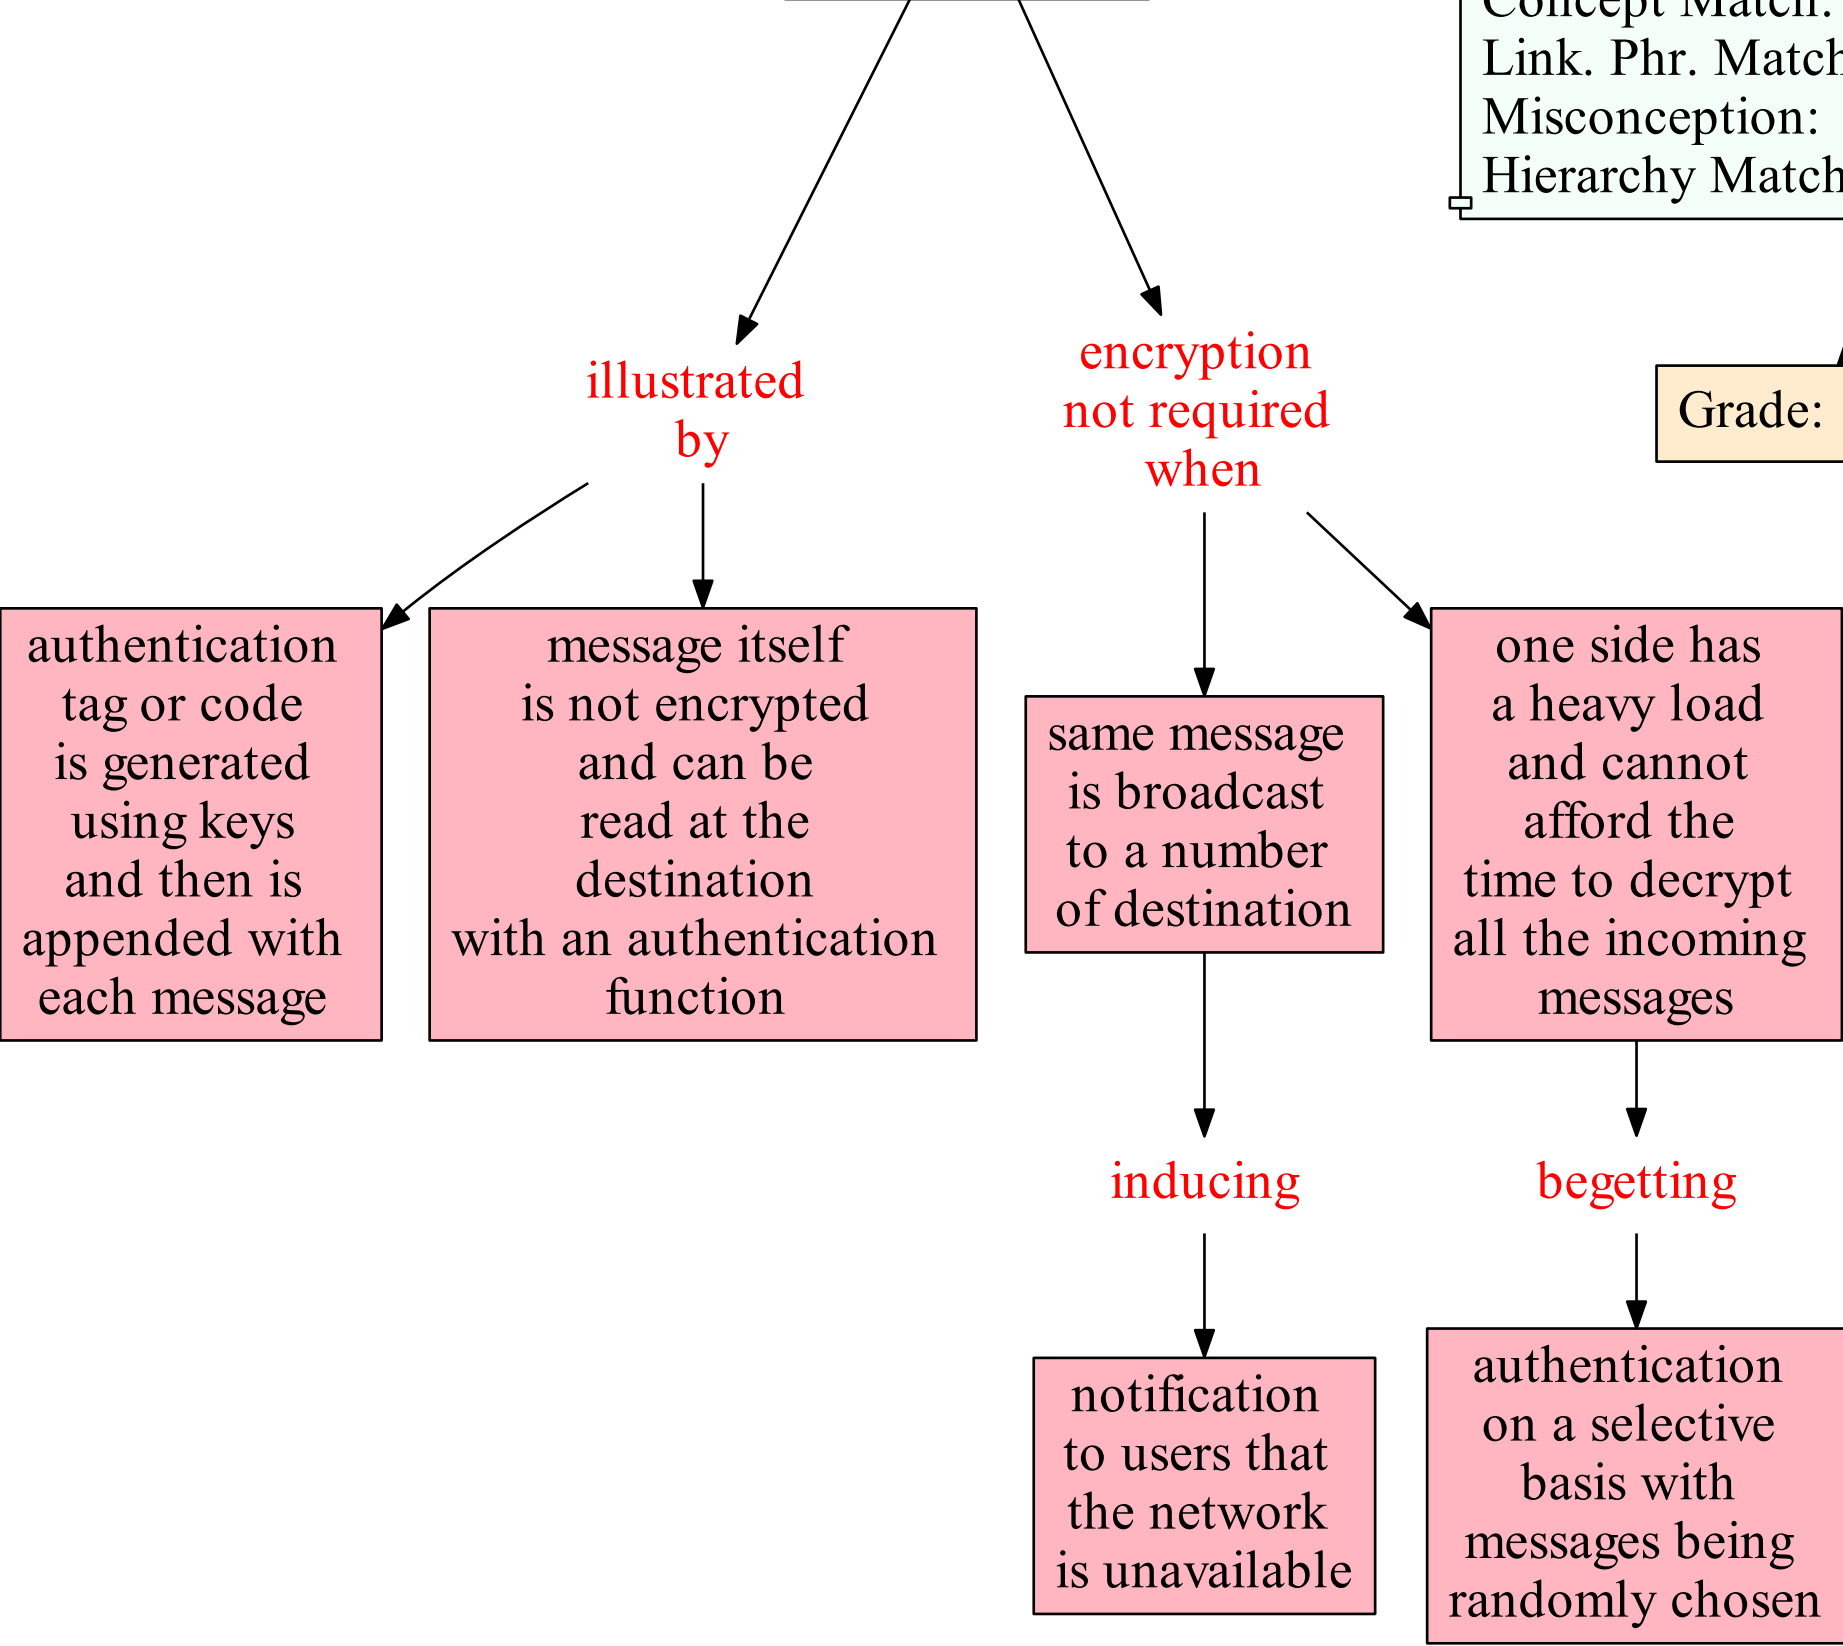 Concept Match:
Link. Phr. Match
Misconception:
Hierarchy Match
illustrated
by
encryption
not required
when
Grade:
authentication
tag or code
is generated
using keys
and then is
appended with
each message
message itself
is not encrypted
and can be
read at the
destination
with an authentication
function
same message
is broadcast
to a number
of destination
one side has
a heavy load
and cannot
afford the
time to decrypt
all the incoming
messages
inducing
begetting
notification
to users that
the network
is unavailable
authentication
on a selective
basis with
messages being
randomly chosen